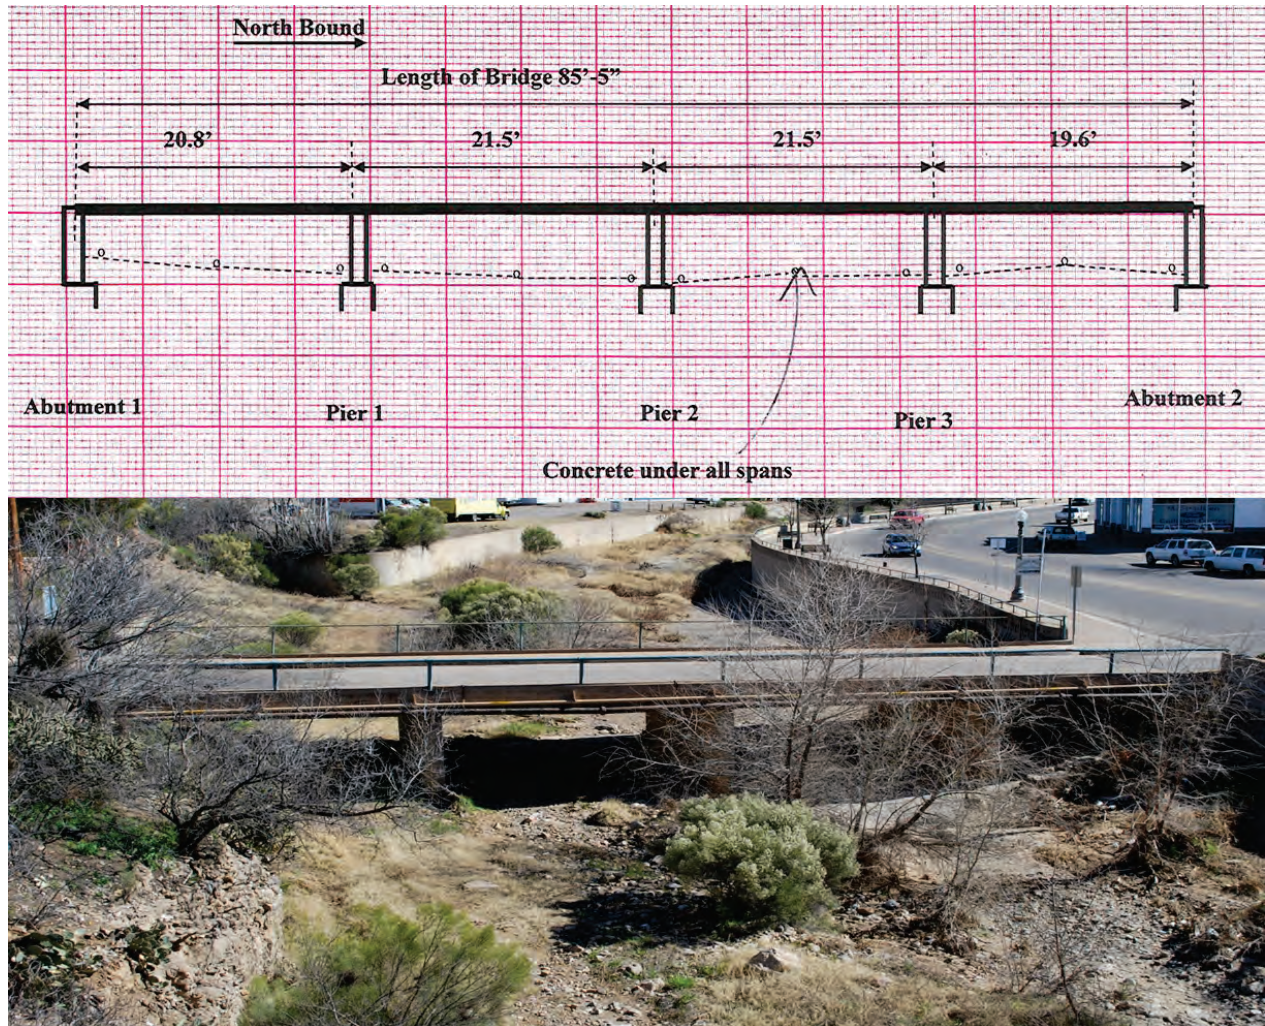 North Bound
Length of Bridge 85’-5”
20.8’ 21.5’ 21.5’ 19.6’
Abutment 1 Pier 1 Pier 2 Pier 3 Abutment 2
Concrete under all spans